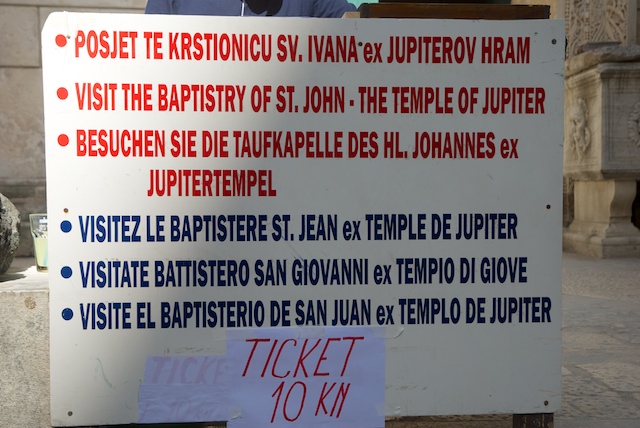 • POSJET TE KRSTIONICU SV. IVANA ex JUPITEROV HRAM
• VISIT THE BAPTISTRY OF ST. JOHN - THE TEMPLE OF JUPITER
• BESUCHEN SIE DIE TAUFKAPELLE DES HL. JOHANNES ex
JUPITERTEMPEL
• VISITEZ LE BAPTISTERE ST. JEAN ex TEMPLE DE JUPITER
• VISITATE BATTISTERO SAN GIOVANNI ex TEMPIO DI GIOVE
• VISITE EL BAPTISTERIO DE SAN JUAN ex TEMPLO DE JUPITER
TICKET
10 KN